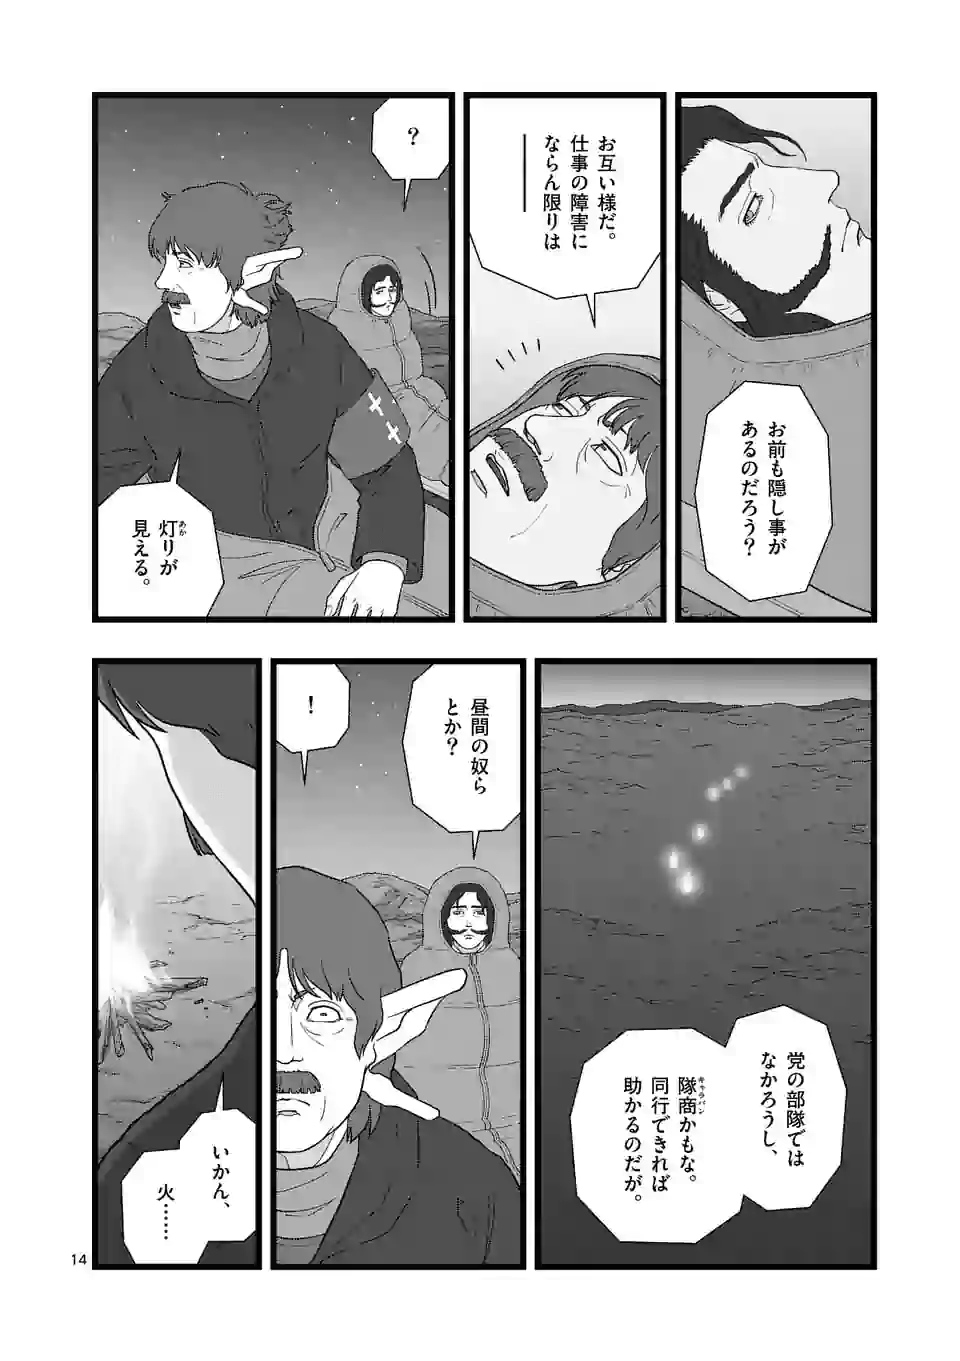 お前も隠し事が
あるのだろう?
お互い様だ。
仕事の障害に
ならん限りは
――
?
灯りが
あか
見える。
党の部隊では
なかろうし、
隊商かもな。
キャラバン
同行できれば
助かるのだが。
昼間の奴ら
とか?
!
いかん、
火……
14